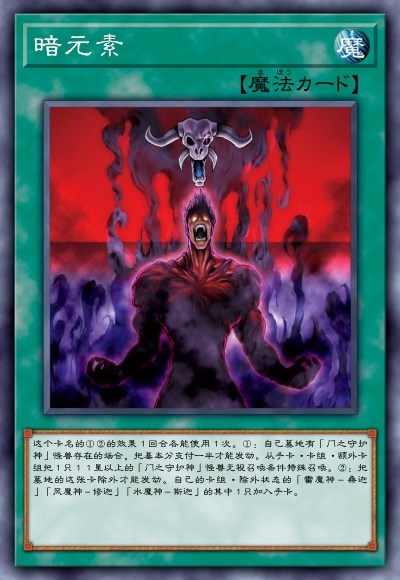 暗元素
魔
【魔法カード】
这个卡名的①②的效果1回合各能使用1次。①：自己墓地有「门之守护
神」怪兽存在的场合，把基本分支付一半才能发动。从手卡·卡组·额外卡
组把1只11星以上的「门之守护神」怪兽无视召唤条件特殊召唤。②：把
墓地的这张卡除外才能发动。自己的卡组·除外状态的「雷魔神-桑迦」
「风魔神-修迦」「水魔神-斯迦」的其中1只加入手卡。